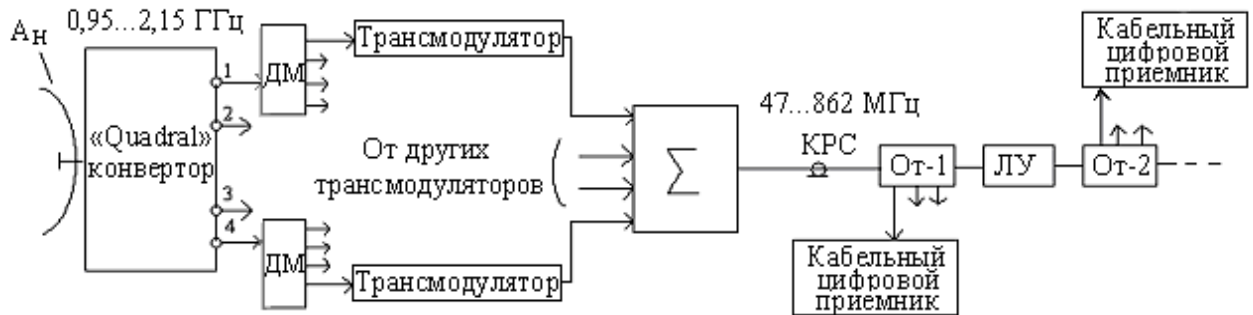 Ан
0,95...2,15 ГГц
«Quadral»
конвертор
1
2
3
4
ДМ
Трансмодулятор
От других
трансмодуляторов
ДМ
Трансмодулятор
Σ
47...862 МГц
КРС
От-1
ЛУ
От-2
Кабельный
цифровой
приемник
Кабельный
цифровой
приемник